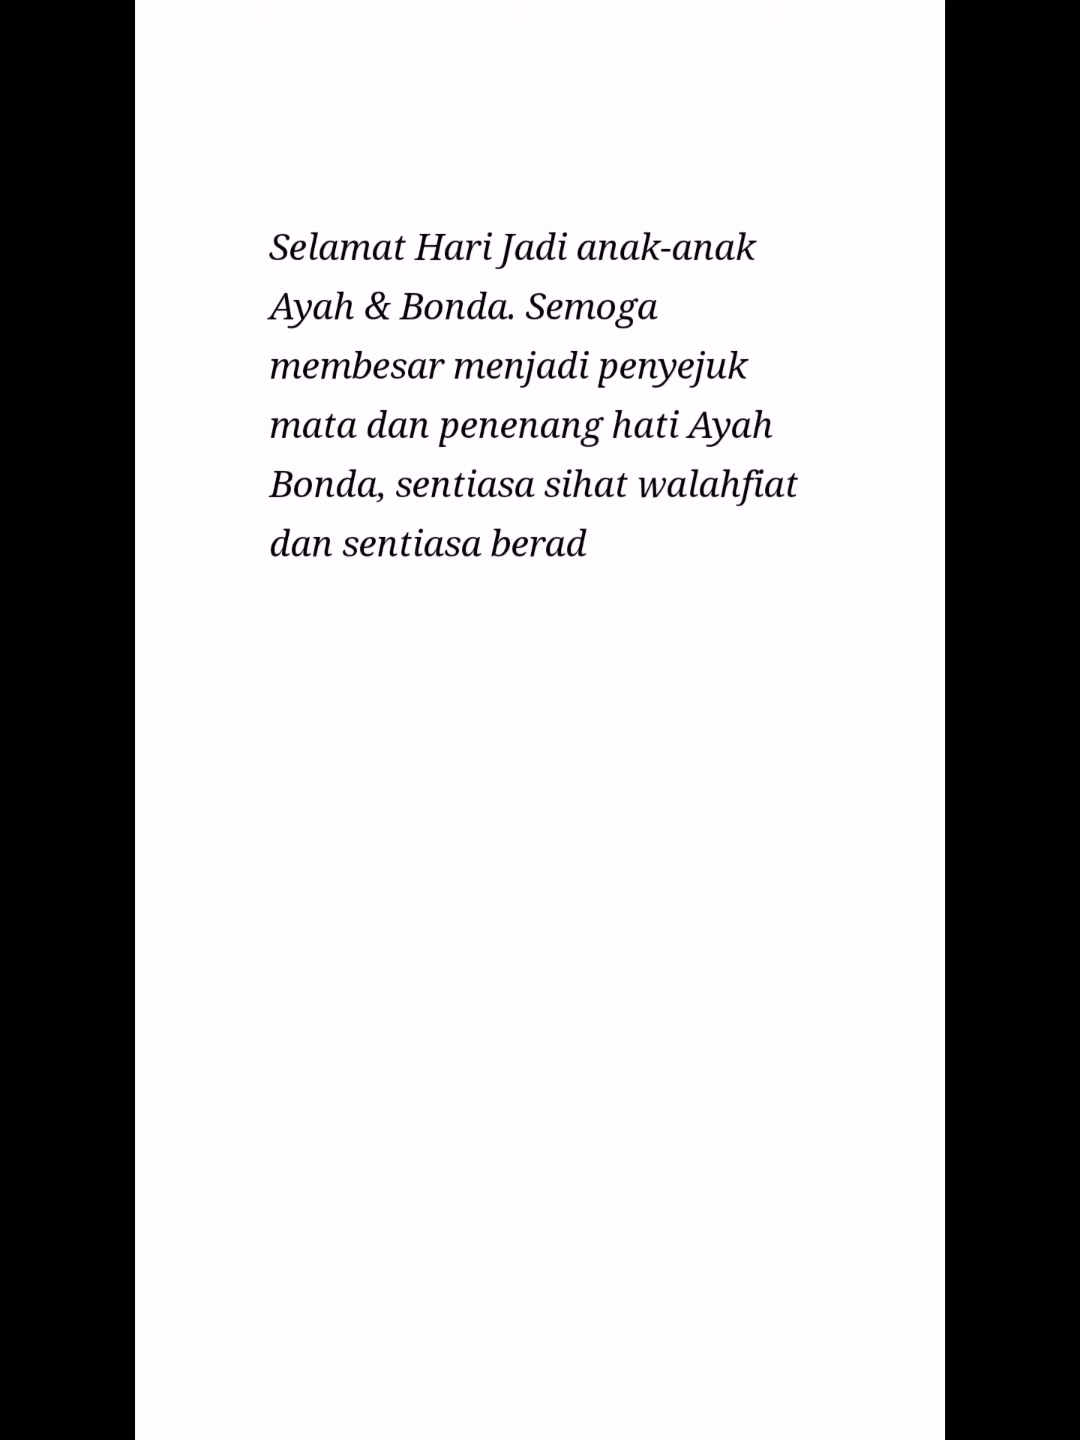 Selamat Hari Jadi anak-anak
Ayah & Bonda. Semoga
membesar menjadi penyejuk
mata dan penenang hati Ayah
Bonda, sentiasa sihat walahfiat
dan sentiasa berad